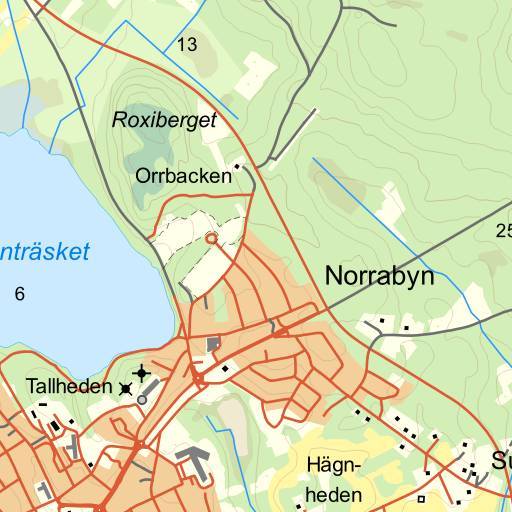 13
Roxiberget
Orrbacken
25
nträsket
Norrabyn
6
Tallheden
Hägn-
heden
Su